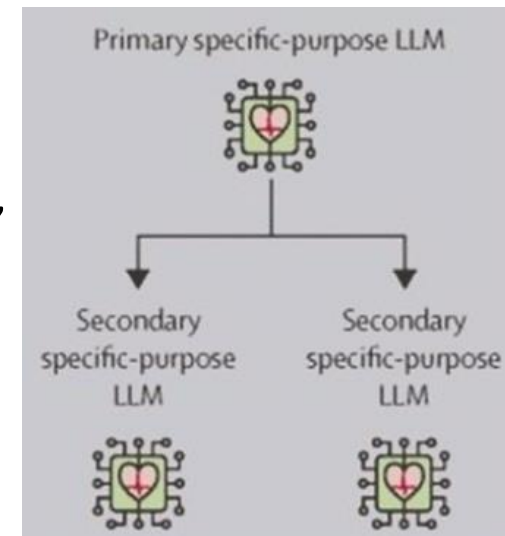 Primary specific-purpose LLM
Secondary
specific-purpose
LLM
Secondary
specific-purpose
LLM